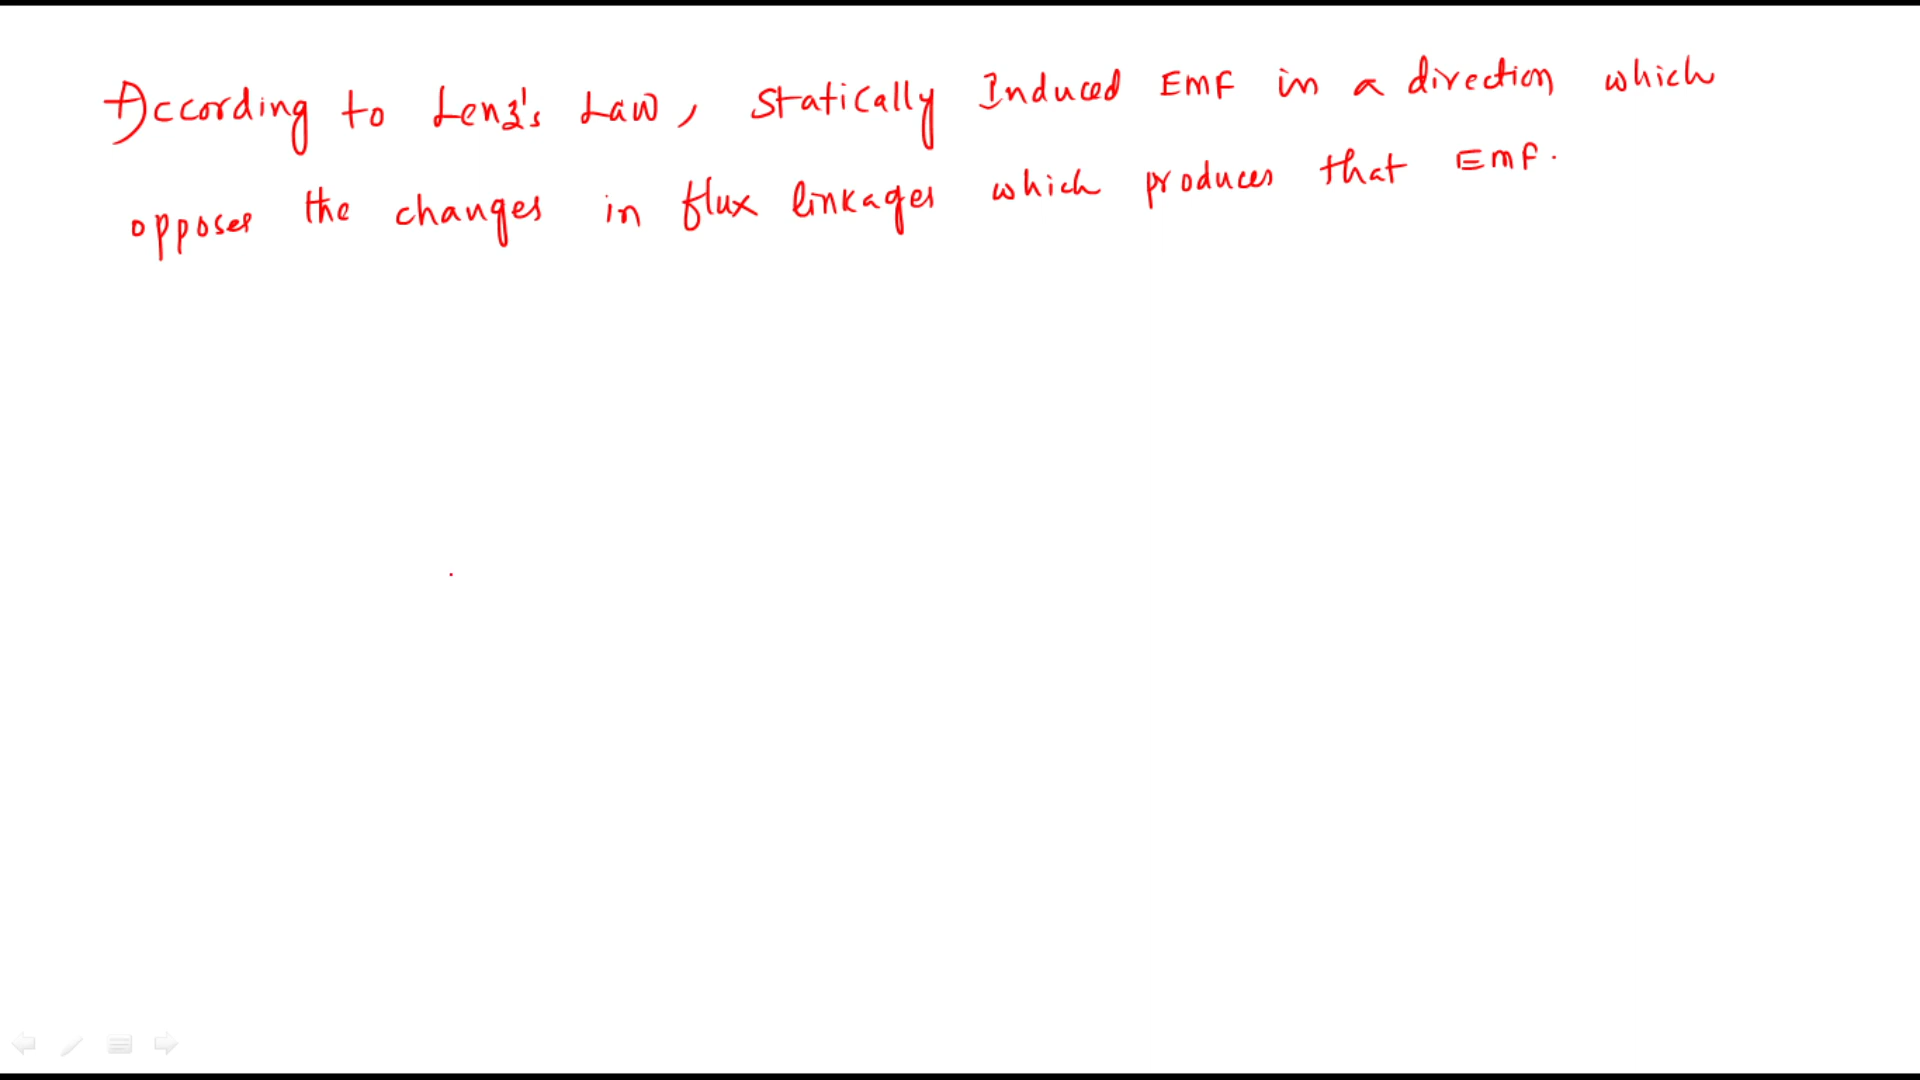 According to Lenz's Law, statically Induced EMF in a direction which
opposes the changes in flux linkages which produces that EMF.